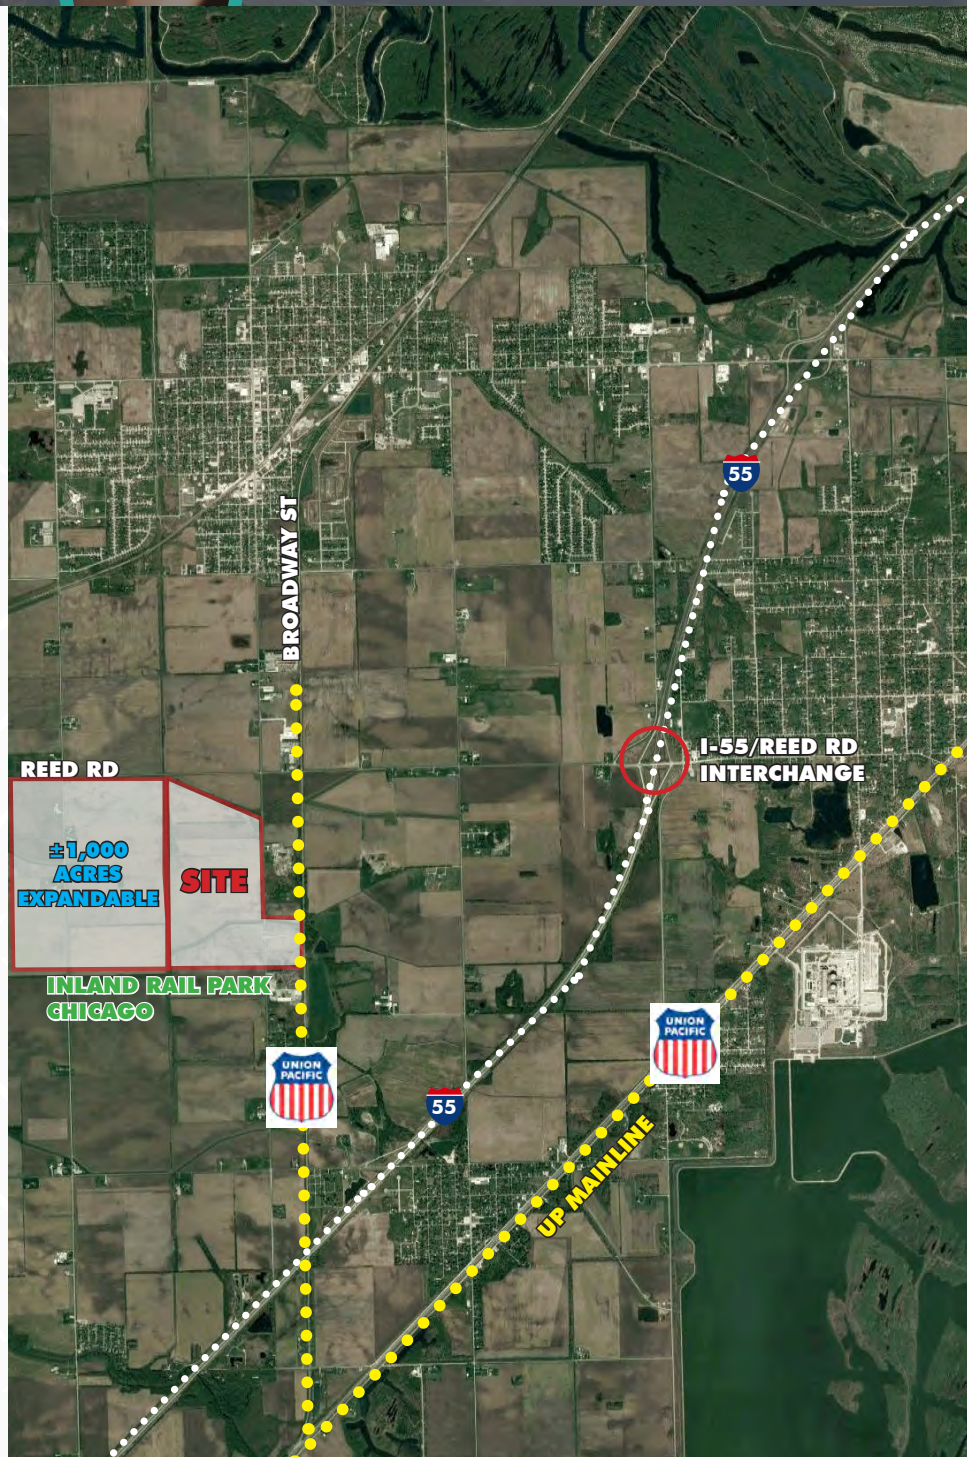 55
BROADWAY ST
I-55/REED RD
INTERCHANGE
REED RD
±1,000
ACRES
EXPANDABLE
SITE
INLAND RAIL PARK
CHICAGO
UNION
PACIFIC
UNION
PACIFIC
55
UP MAINLINE